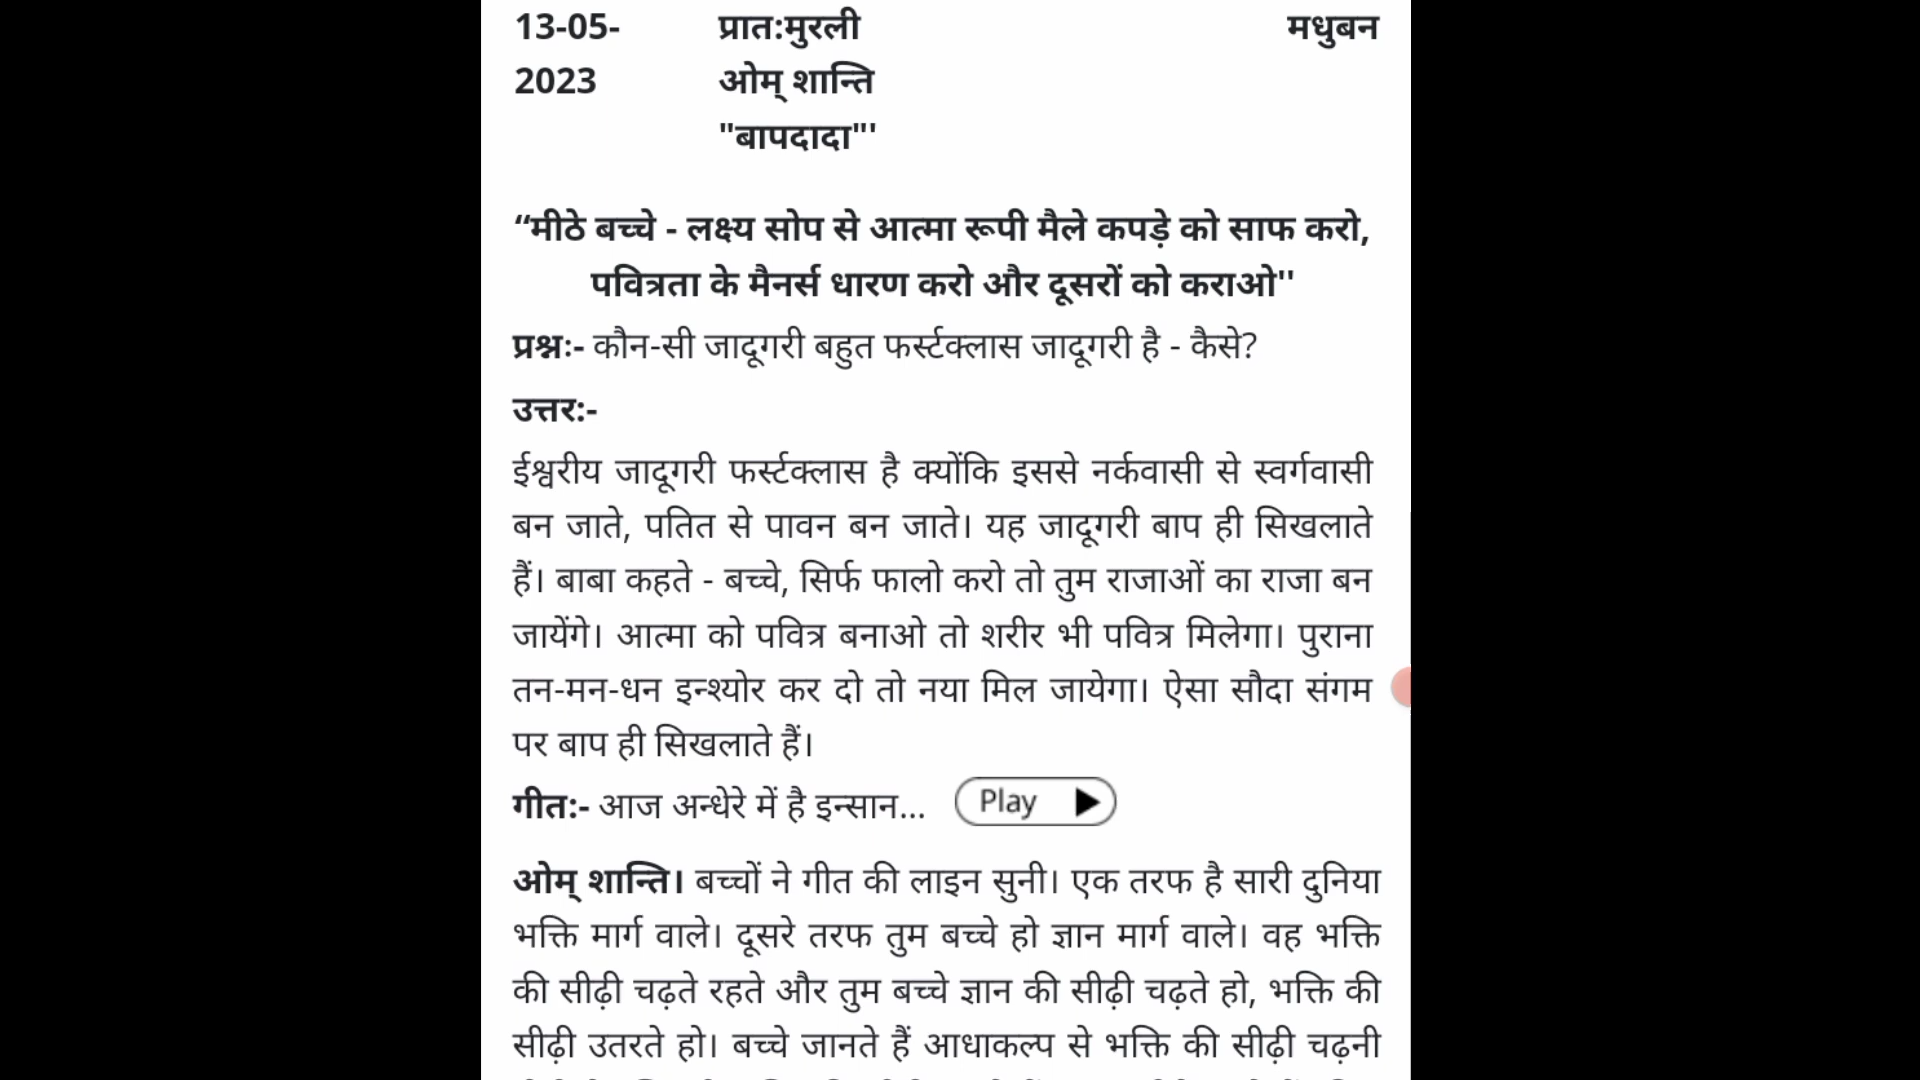 13-05-2023 प्रात:मुरली मधुबन
ओम् शान्ति
"बापदादा"'
“मीठे बच्चे - लक्ष्य सोप से आत्मा रूपी मैले कपड़े को साफ करो,
पवित्रता के मैनर्स धारण करो और दूसरों को कराओ''
प्रश्नः- कौन-सी जादूगरी बहुत फर्स्टक्लास जादूगरी है - कैसे?
उत्तर:-
ईश्वरीय जादूगरी फर्स्टक्लास है क्योंकि इससे नर्कवासी से स्वर्गवासी
बन जाते, पतित से पावन बन जाते। यह जादूगरी बाप ही सिखलाते
हैं। बाबा कहते - बच्चे, सिर्फ फालो करो तो तुम राजाओं का राजा बन
जायेंगे। आत्मा को पवित्र बनाओ तो शरीर भी पवित्र मिलेगा। पुराना
तन-मन-धन इन्श्योर कर दो तो नया मिल जायेगा। ऐसा सौदा संगम
पर बाप ही सिखलाते हैं।
गीत:- आज अन्धेरे में है इन्सान... Play
ओम् शान्ति। बच्चों ने गीत की लाइन सुनी। एक तरफ है सारी दुनिया
भक्ति मार्ग वाले। दूसरे तरफ तुम बच्चे हो ज्ञान मार्ग वाले। वह भक्ति
की सीढ़ी चढ़ते रहते और तुम बच्चे ज्ञान की सीढ़ी चढ़ते हो, भक्ति की
सीढ़ी उतरते हो। बच्चे जानते हैं आधाकल्प से भक्ति की सीढ़ी चढ़नी